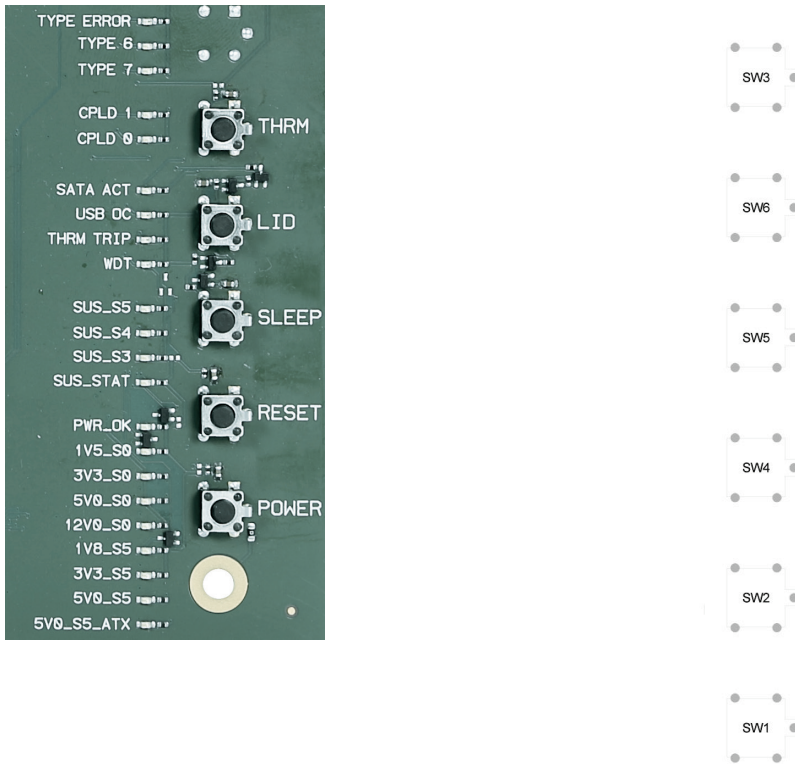 TYPE ERROR
TYPE 6
TYPE 7
CPLD 1
CPLD 0
THRM
SATA ACT
USB OC
THRM TRIP
WDT
LID
SUS_S5
SUS_S4
SUS_S3
SUS_STAT
SLEEP
PWR_OK
1V5_S0
3V3_S0
5V0_S0
12V0_S0
1V8_S5
3V3_S5
5V0_S5
5V0_S5_ATX
RESET
POWER
SW3
SW6
SW5
SW4
SW2
SW1